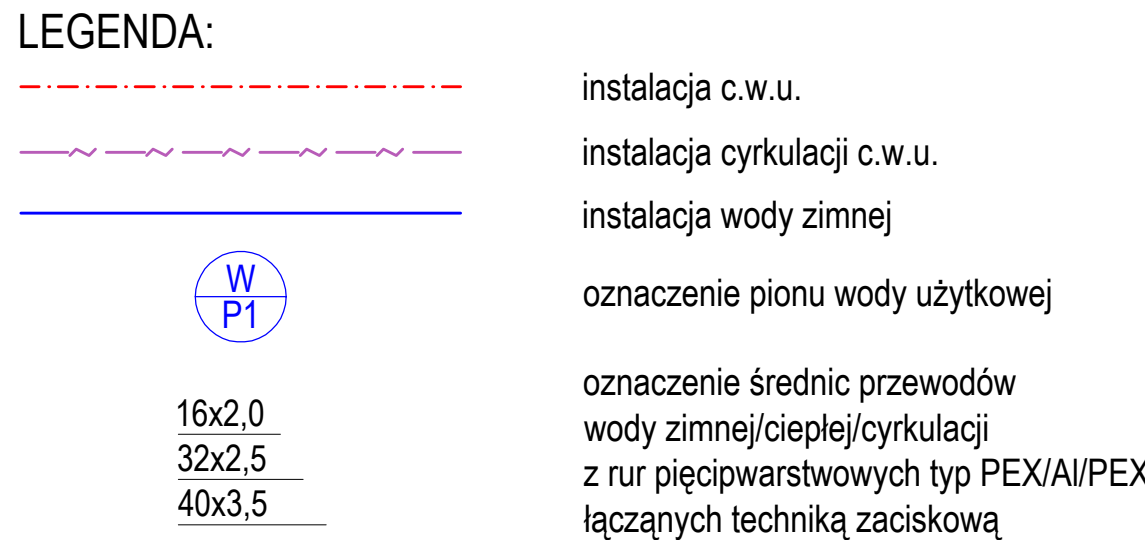 LEGENDA:
instalacja c.w.u.
instalacja cyrkulacji c.w.u.
instalacja wody zimnej
W
P1
oznaczenie pionu wody użytkowej
16x2,0
32x2,5
40x3,5
oznaczenie średnic przewodów
wody zimnej/ciepłej/cyrkulacji
z rur pięcipwarstwowych typ PEX/Al/PEX
łącząnych techniką zaciskową